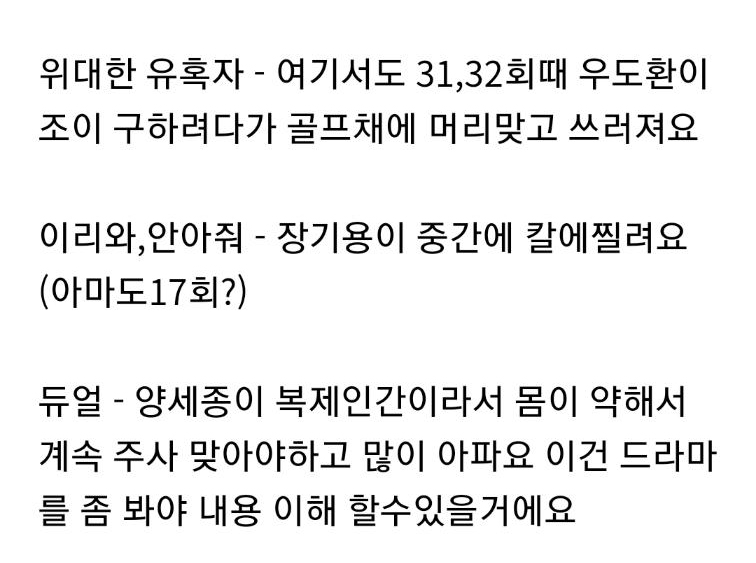 위대한 유혹자 - 여기서도 31,32회때 우도환이
조이 구하려다가 골프채에 머리맞고 쓰러져요
이리와,안아줘 - 장기용이 중간에 칼에찔려요
(아마도17회?)
듀얼 - 양세종이 복제인간이라서 몸이 약해서
계속 주사 맞아야하고 많이 아파요 이건 드라마
를 좀 봐야 내용 이해 할수있을거에요